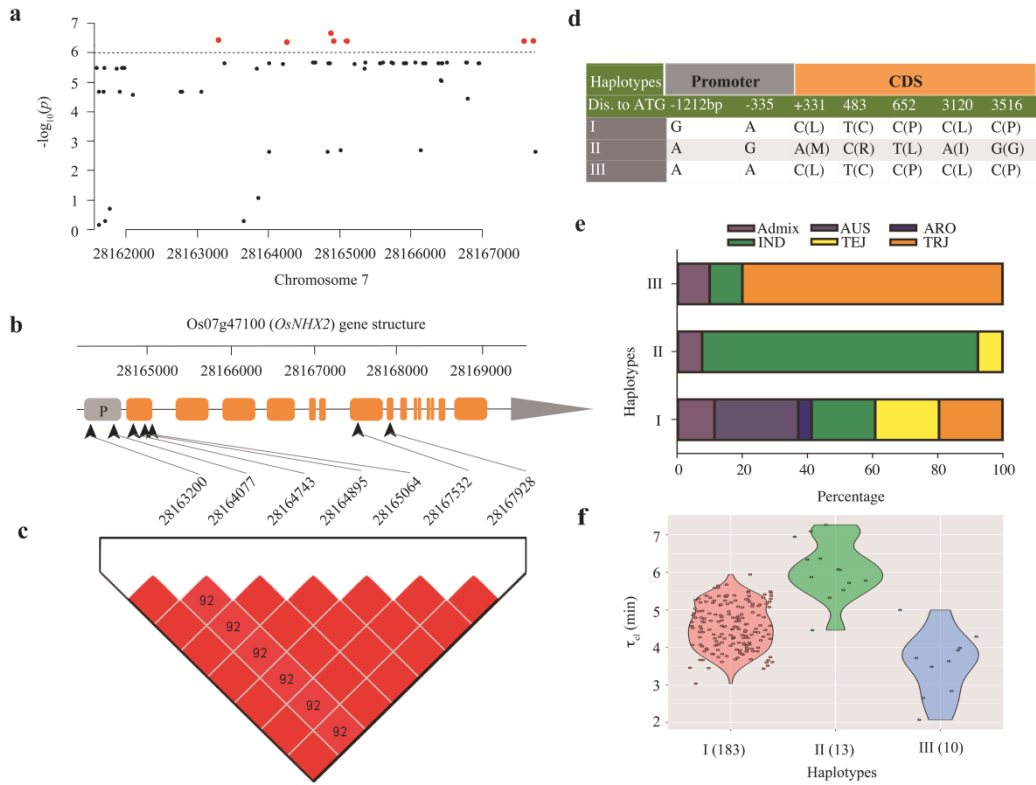 a
7
6
5
4
3
2
1
0
-log10(p)
28162000 28163000 28164000 28165000 28166000 28167000
Chromosome 7
b
Os07g47100 (OsNHX2) gene structure
28165000 28166000 28167000 28168000 28169000
P
28163200 28164077 28164743 28164895 28165064 28167532 28167928
c
92
92
92
92
92
92
d
Haplotypes Promoter CDS
Dis. to ATG -1212bp -335 +331 483 652 3120 3516
I G A C(L) T(C) C(P) C(L) C(P)
II A G A(M) C(R) T(L) A(I) G(G)
III A A C(L) T(C) C(P) C(L) C(P)
e
Admix AUS ARO
IND TEJ TRJ
III
II
I
Haplotypes
0 20 40 60 80 100
Percentage
f
7
6
5
4
3
2
τel (min)
I (183) II (13) III (10)
Haplotypes